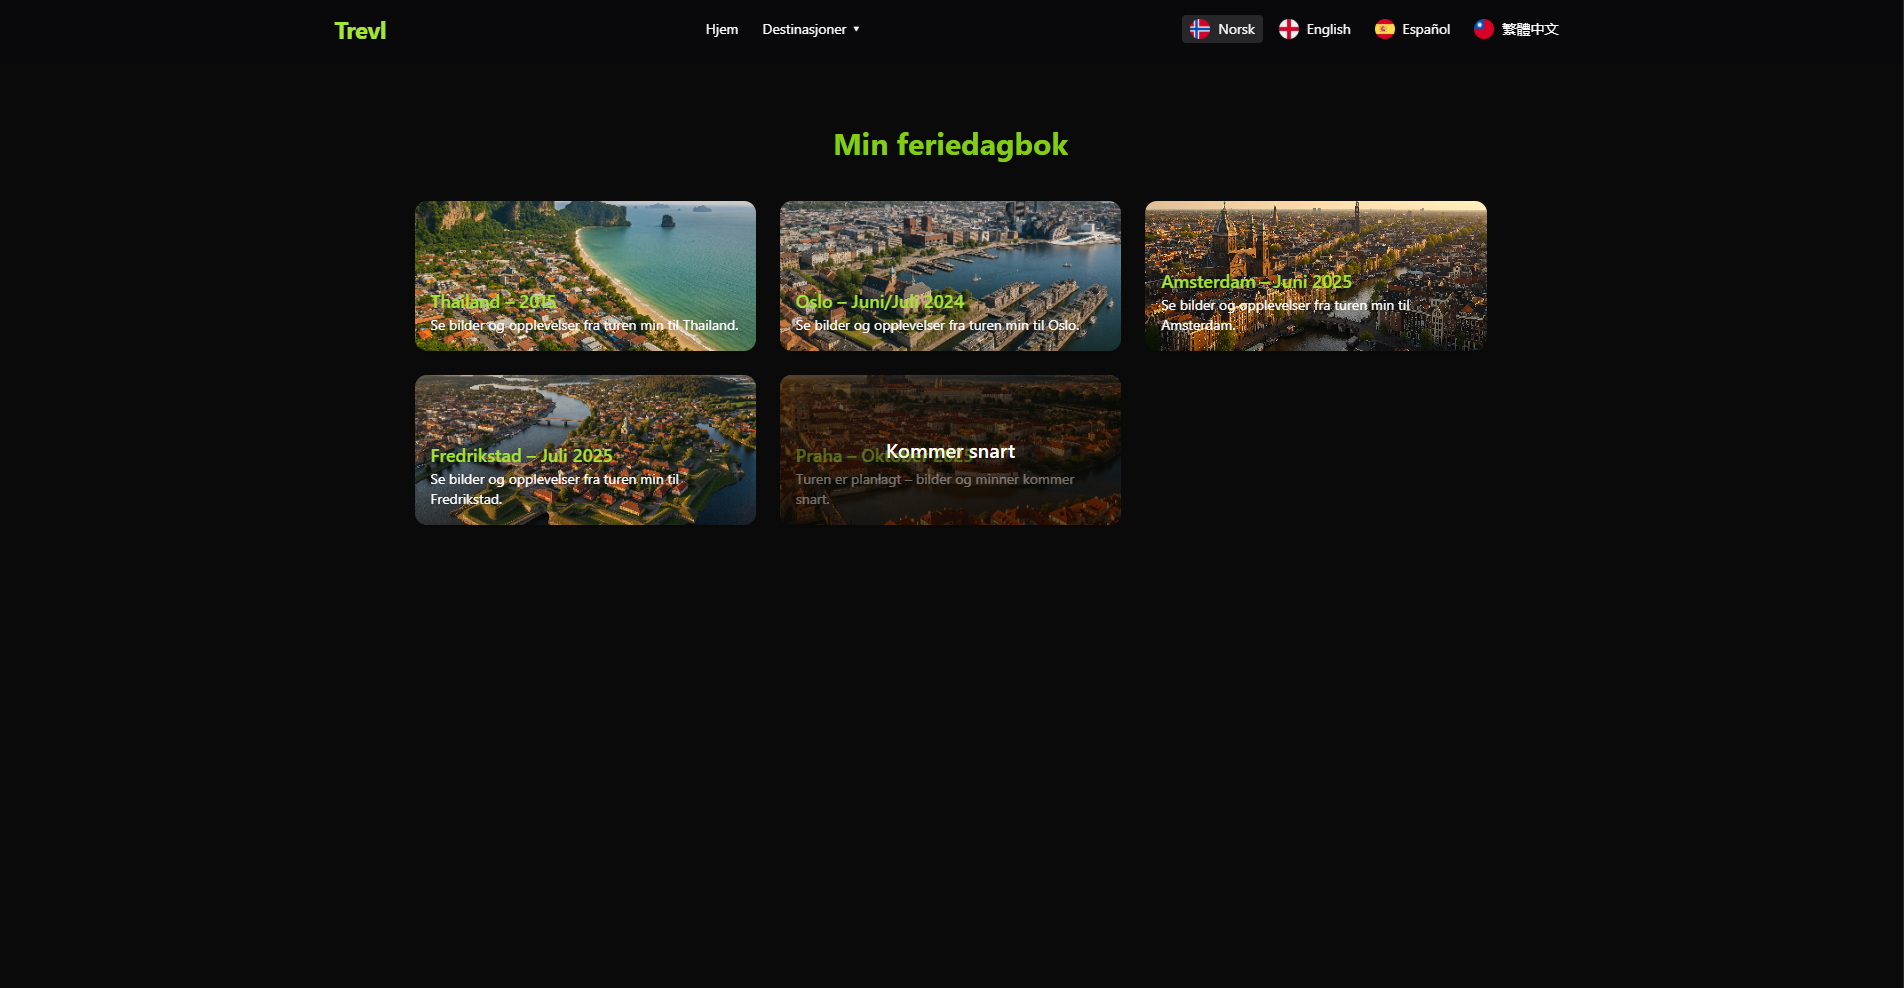 Trevl
Hjem
Destinasjoner ▾
Norsk
English
Español
繁體中文
Min feriedagbok
Thailand – 2015
Se bilder og opplevelser fra turen min til Thailand.
Oslo – Juni/Juli 2024
Se bilder og opplevelser fra turen min til Oslo.
Amsterdam – Juni 2025
Se bilder og opplevelser fra turen min til
Amsterdam.
Fredrikstad – Juli 2025
Se bilder og opplevelser fra turen min til
Fredrikstad.
Kommer snart
Praha – Oktober 2025
Turen er planlagt – bilder og minner kommer
snart.